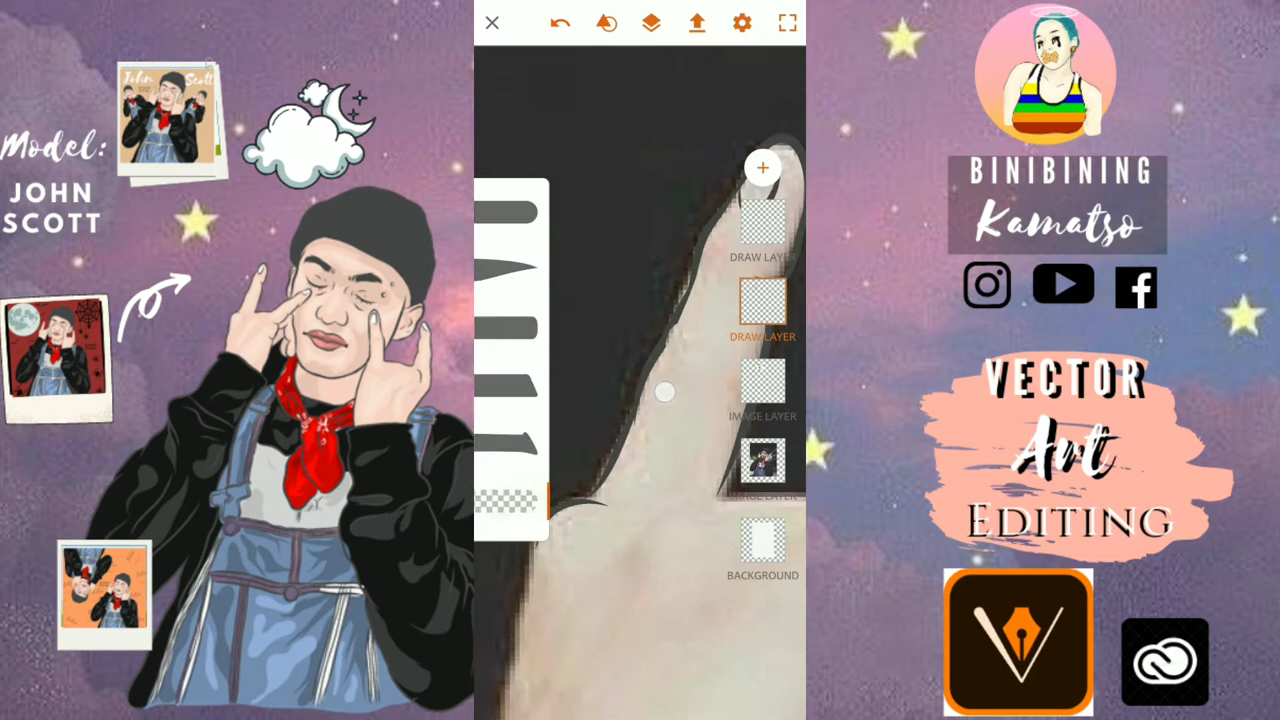 John Scott
Model:
JOHN
SCOTT
DRAW LAYER
DRAW LAYER
IMAGE LAYER
IMAGE LAYER
BACKGROUND
BINIBINING
Kamatso
VECTOR
Art
EDITING